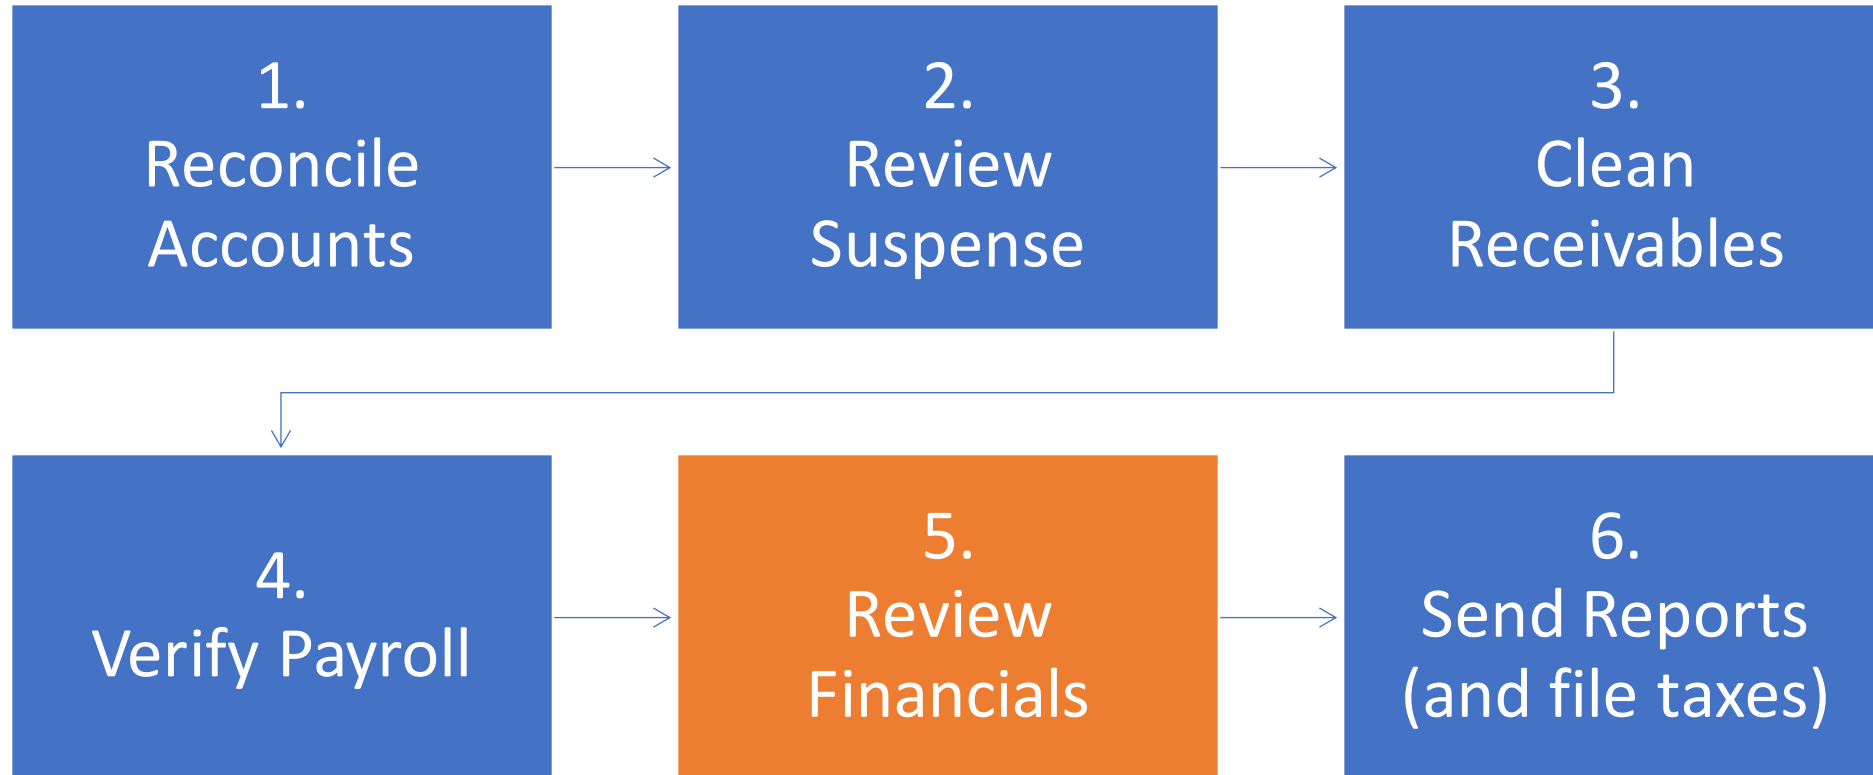 1.
Reconcile
Accounts
2.
Review
Suspense
3.
Clean
Receivables
4.
Verify Payroll
5.
Review
Financials
6.
Send Reports
(and file taxes)